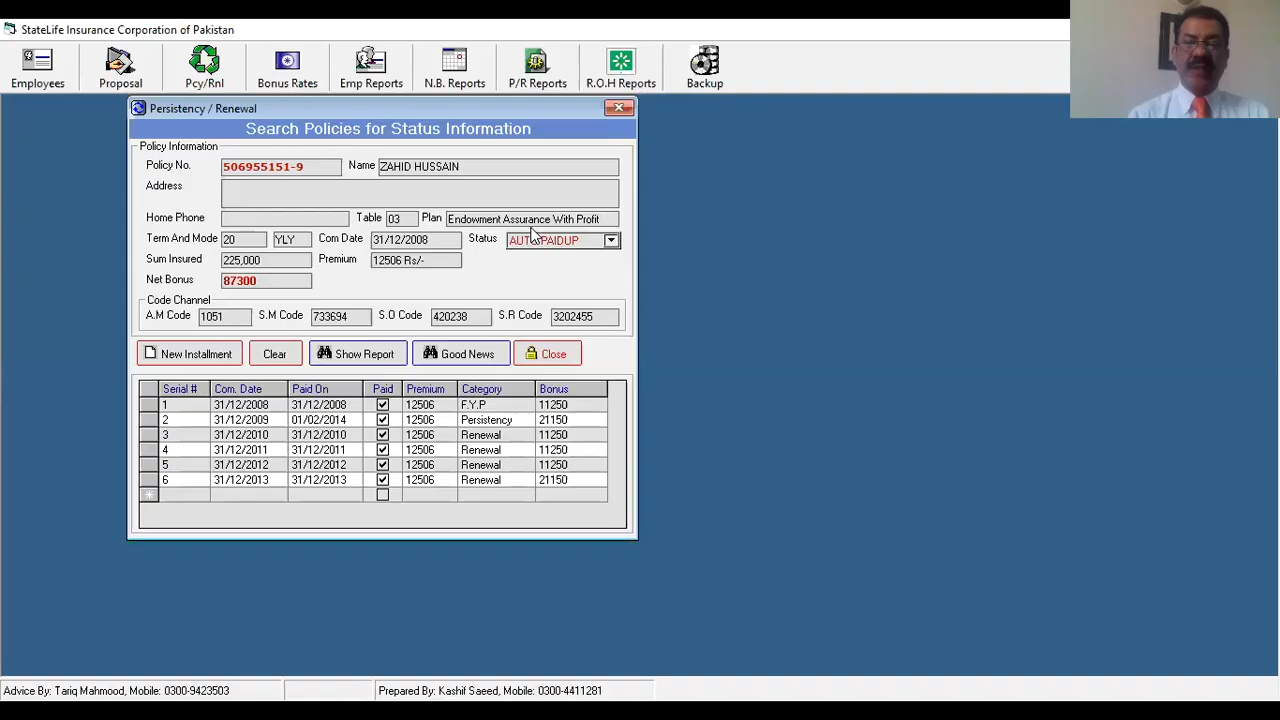 StateLife Insurance Corporation of Pakistan
Employees Proposal Pcy/Rnl Bonus Rates Emp Reports N.B. Reports P/R Reports R.O.H Reports Backup
Persistency / Renewal
Search Policies for Status Information
Policy Information
Policy No. 506955151-9 Name ZAHID HUSSAIN
Address
Home Phone Table 03 Plan Endowment Assurance With Profit
Term And Mode 20 YLY Com Date 31/12/2008 Status AUTO PAIDUP
Sum Insured 225,000 Premium 12506 Rs/-
Net Bonus 87300
Code Channel
A.M Code 1051 S.M Code 733694 S.O Code 420238 S.R Code 3202455
New Installment Clear Show Report Good News Close
Serial # Com. Date Paid On Paid Premium Category Bonus
1 31/12/2008 31/12/2008 12506 F.Y.P 11250
2 31/12/2009 01/02/2014 12506 Persistency 21150
3 31/12/2010 31/12/2010 12506 Renewal 11250
4 31/12/2011 31/12/2011 12506 Renewal 11250
5 31/12/2012 31/12/2012 12506 Renewal 11250
6 31/12/2013 31/12/2013 12506 Renewal 21150
Advice By: Tariq Mahmood, Mobile: 0300-9423503 Prepared By: Kashif Saeed, Mobile: 0300-4411281